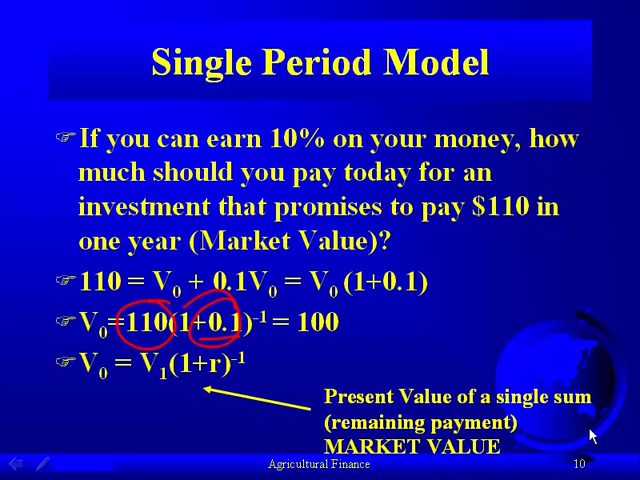 Single Period Model
If you can earn 10% on your money, how
much should you pay today for an
investment that promises to pay $110 in
one year (Market Value)?
110 = V₀ + 0.1V₀ = V₀ (1+0.1)
V₀=110(1+0.1)⁻¹ = 100
V₀ = V₁(1+r)⁻¹
Present Value of a single sum
(remaining payment)
MARKET VALUE
Agricultural Finance
10